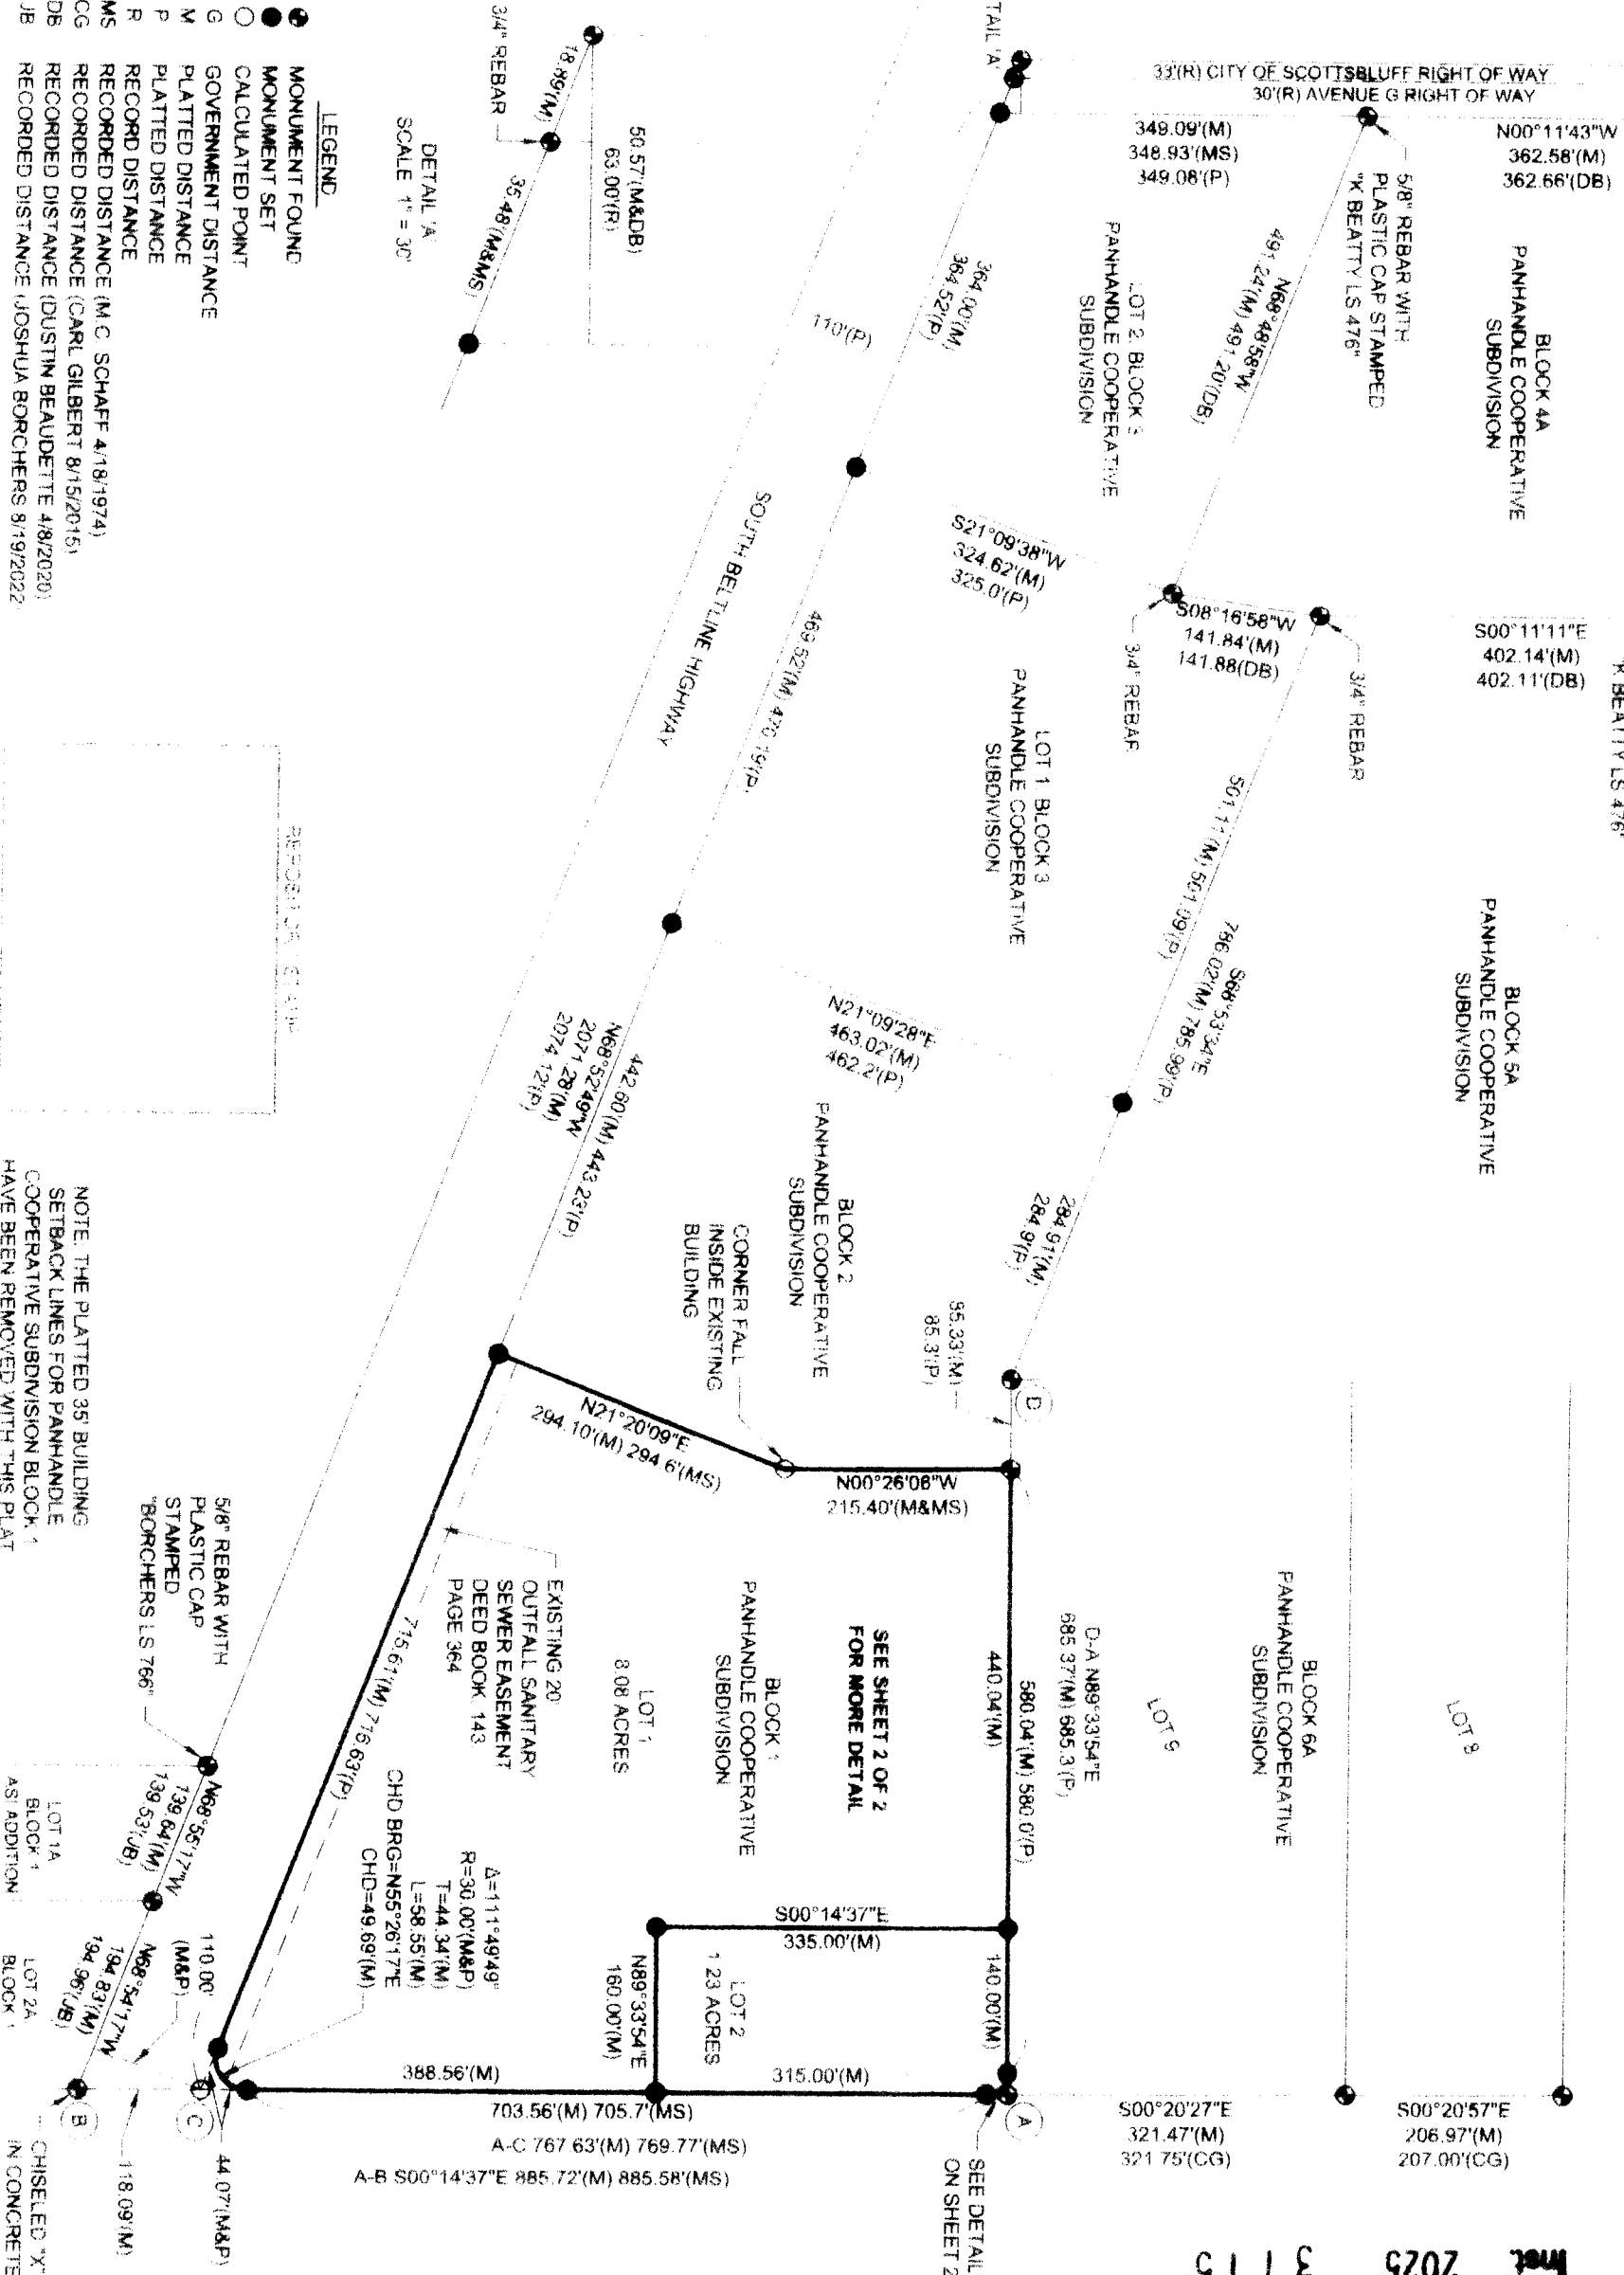 33'(R) CITY OF SCOTTSBLUFF RIGHT OF WAY
30'(R) AVENUE G RIGHT OF WAY
N00°11'43"W
362.58'(M)
362.66'(DB)
BLOCK 4A
PANHANDLE COOPERATIVE
SUBDIVISION
5/8" REBAR WITH
PLASTIC CAP STAMPED
"K BEATTY LS 476"
349.09'(M)
348.93'(MS)
349.08'(P)
N68°48'58"W
491.24'(M) 491.20'(DB)
LOT 2, BLOCK 3
PANHANDLE COOPERATIVE
SUBDIVISION
364.00'(M)
364.52'(P)
110'(P)
TAIL 'A'
50.57'(M&DB)
63.00'(R)
18.89'(M)
35.48'(M&MS)
3/4" REBAR
DETAIL 'A'
SCALE 1" = 30'
LEGEND
MONUMENT FOUND
MONUMENT SET
CALCULATED POINT
G GOVERNMENT DISTANCE
M PLATTED DISTANCE
P PLATTED DISTANCE
R RECORD DISTANCE
MS RECORDED DISTANCE (M.C. SCHAFF 4/18/1974)
CG RECORDED DISTANCE (CARL GILBERT 8/15/2015)
DB RECORDED DISTANCE (DUSTIN BEAUDETTE 4/8/2020)
JB RECORDED DISTANCE (JOSHUA BORCHERS 8/19/2022)
S00°11'11"E
402.14'(M)
402.11'(DB)
"K BEATTY LS 476"
S08°16'58"W
141.84'(M)
141.88(DB)
3/4" REBAR
3/4" REBAR
S21°09'38"W
324.62'(M)
325.0'(P)
SOUTH BELTLINE HIGHWAY
469.52'(M) 470.19'(P)
LOT 1, BLOCK 3
PANHANDLE COOPERATIVE
SUBDIVISION
501.11'(M) 501.09'(P)
S68°53'34"E
786.02'(M) 785.99'(P)
BLOCK 5A
PANHANDLE COOPERATIVE
SUBDIVISION
N21°09'28"E
463.02'(M)
462.2'(P)
442.60'(M) 443.23'(P)
N68°52'49"W
2071.28'(M)
2074.12'(P)
BLOCK 2
PANHANDLE COOPERATIVE
SUBDIVISION
CORNER FALL
INSIDE EXISTING
BUILDING
284.91'(M)
284.9'(P)
85.3'(P)
D
N21°20'09"E
294.10'(M) 294.6'(MS)
N00°26'06"W
215.40'(M&MS)
NOTE: THE PLATTED 35' BUILDING
SETBACK LINES FOR PANHANDLE
COOPERATIVE SUBDIVISION BLOCK 1
HAVE BEEN REMOVED WITH THIS PLAT
LOT 8
LOT 9
BLOCK 6A
PANHANDLE COOPERATIVE
SUBDIVISION
D-A N89°33'54"E
685.37'(M) 685.3'(P)
580.04'(M) 580.0'(P)
440.04'(M)
140.00'(M)
SEE SHEET 2 OF 2
FOR MORE DETAIL
BLOCK 1
PANHANDLE COOPERATIVE
SUBDIVISION
LOT 1
8.08 ACRES
EXISTING 20'
OUTFALL SANITARY
SEWER EASEMENT
DEED BOOK 143
PAGE 364
715.61'(M) 716.63'(P)
5/8" REBAR WITH
PLASTIC CAP
STAMPED
"BORCHERS LS 766"
N68°55'17"W
139.64'(M)
139.53'(JB)
LOT 1A
BLOCK 1
ASI ADDITION
Δ=111°49'49"
R=30.00'(M&P)
T=44.34'(M)
L=58.55'(M)
CHD BRG=N55°26'17"E
CHD=49.69'(M)
S00°14'37"E
335.00'(M)
LOT 2
1.23 ACRES
N89°33'54"E
160.00'(M)
110.00'
(M&P)
N68°54'17"W
194.83'(M)
194.96'(JB)
LOT 2A
BLOCK 1
388.56'(M)
315.00'(M)
703.56'(M) 705.7'(MS)
A-C 767.63'(M) 769.77'(MS)
A-B S00°14'37"E 885.72'(M) 885.58'(MS)
A
B
C
S00°20'27"E
321.47'(M)
321.75'(CG)
S00°20'57"E
206.97'(M)
207.00'(CG)
SEE DETAIL
ON SHEET 2
44.07'(M&P)
118.09'(M)
CHISELED "X"
IN CONCRETE
Inst. 2025